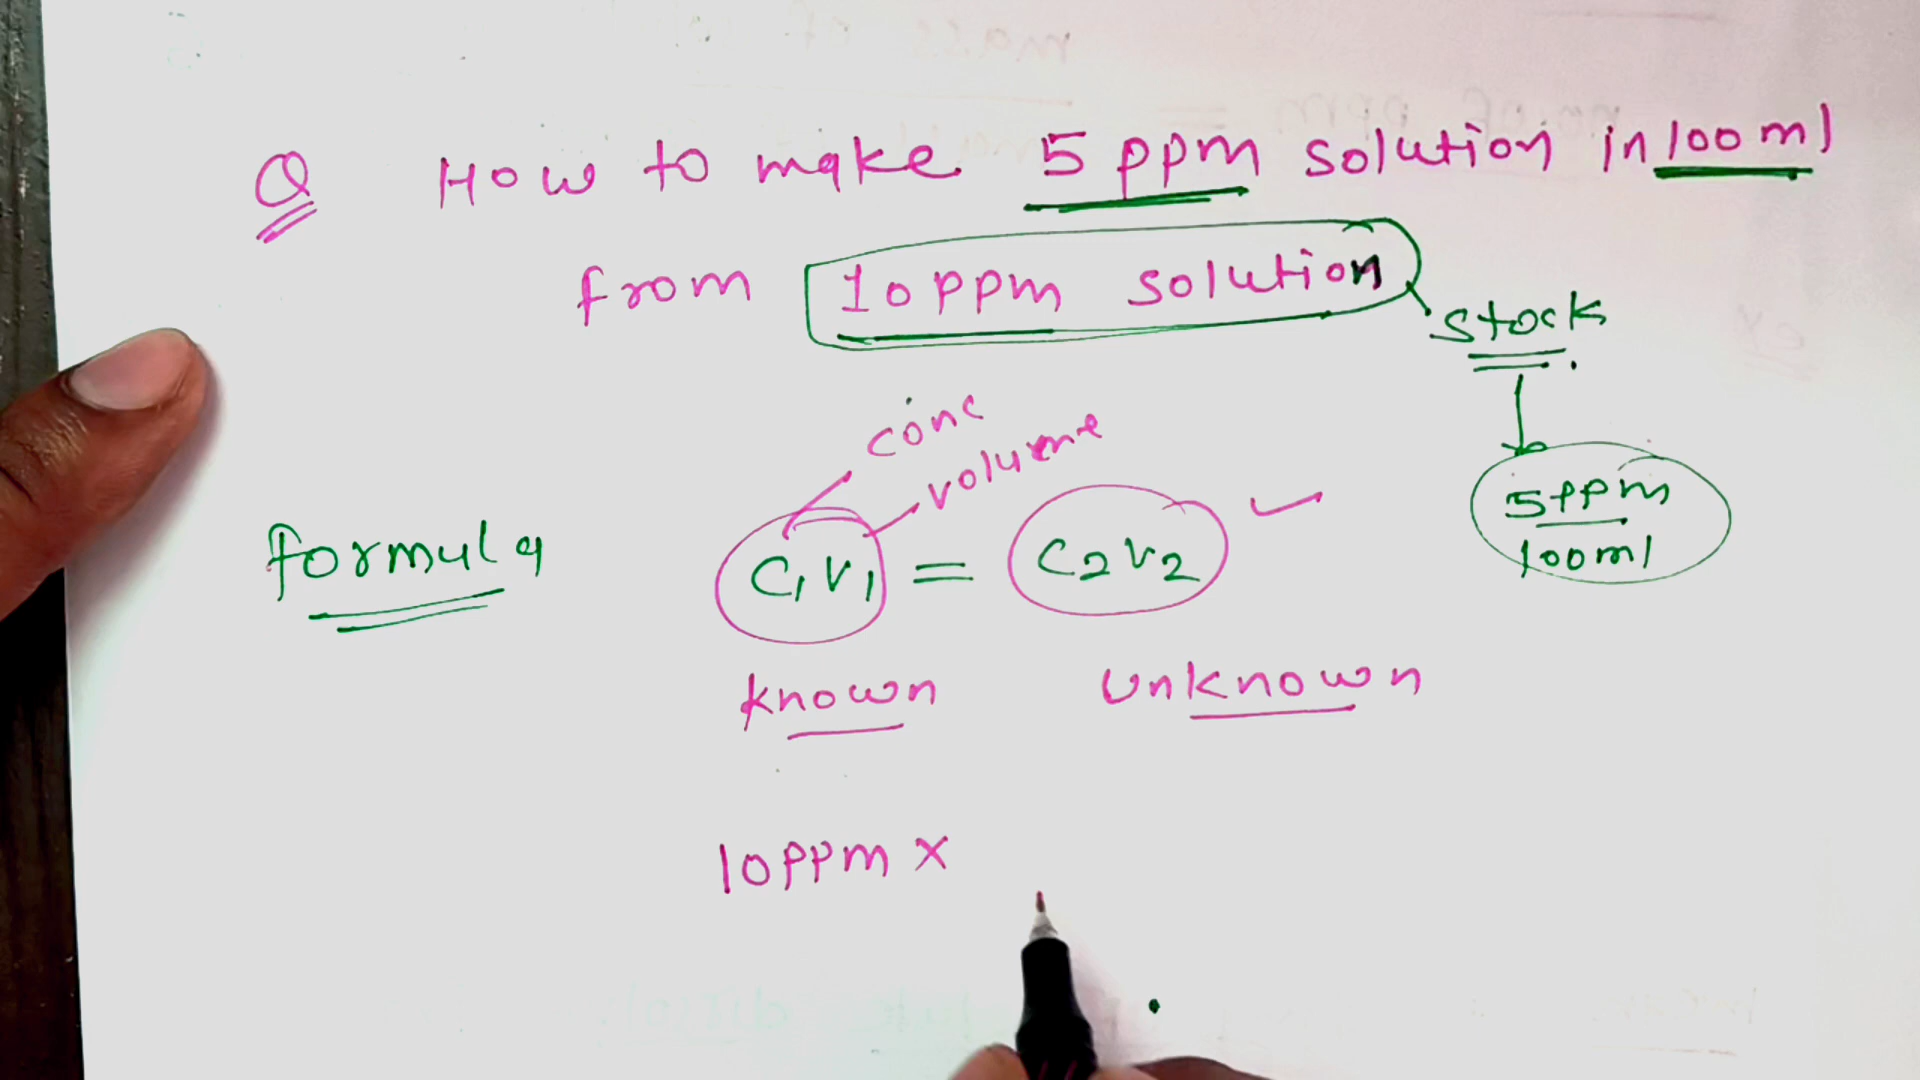 Q How to make 5 ppm solution in 100 ml
from 10 ppm solution
stock
conc
volume
5 ppm
100 ml
formula C₁V₁ = C₂V₂
known unknown
10 ppm ×